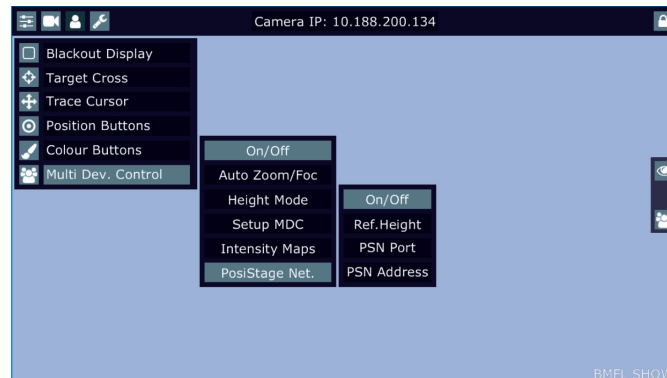 Camera IP: 10.188.200.134
Blackout Display
Target Cross
Trace Cursor
Position Buttons
Colour Buttons
Multi Dev. Control
On/Off
Auto Zoom/Foc
Height Mode
Setup MDC
Intensity Maps
PosiStage Net.
On/Off
Ref.Height
PSN Port
PSN Address
BMFL SHOW